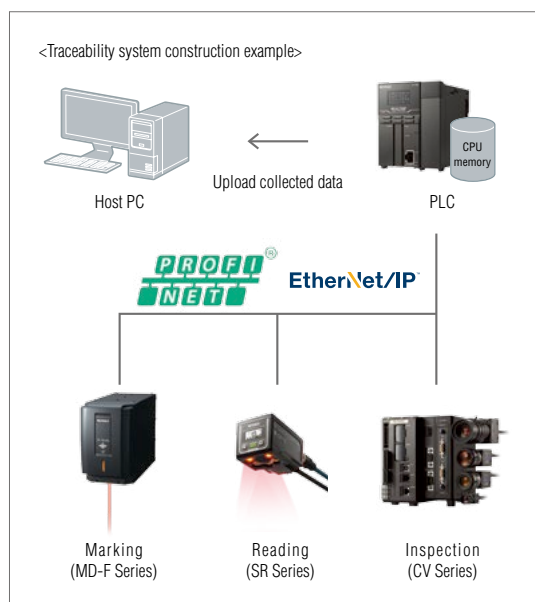 <Traceability system construction example>
CPU
memory
Upload collected data
Host PC
PLC
PROFI
NET
®
EtherNet/IP™
Marking
(MD-F Series)
Reading
(SR Series)
Inspection
(CV Series)